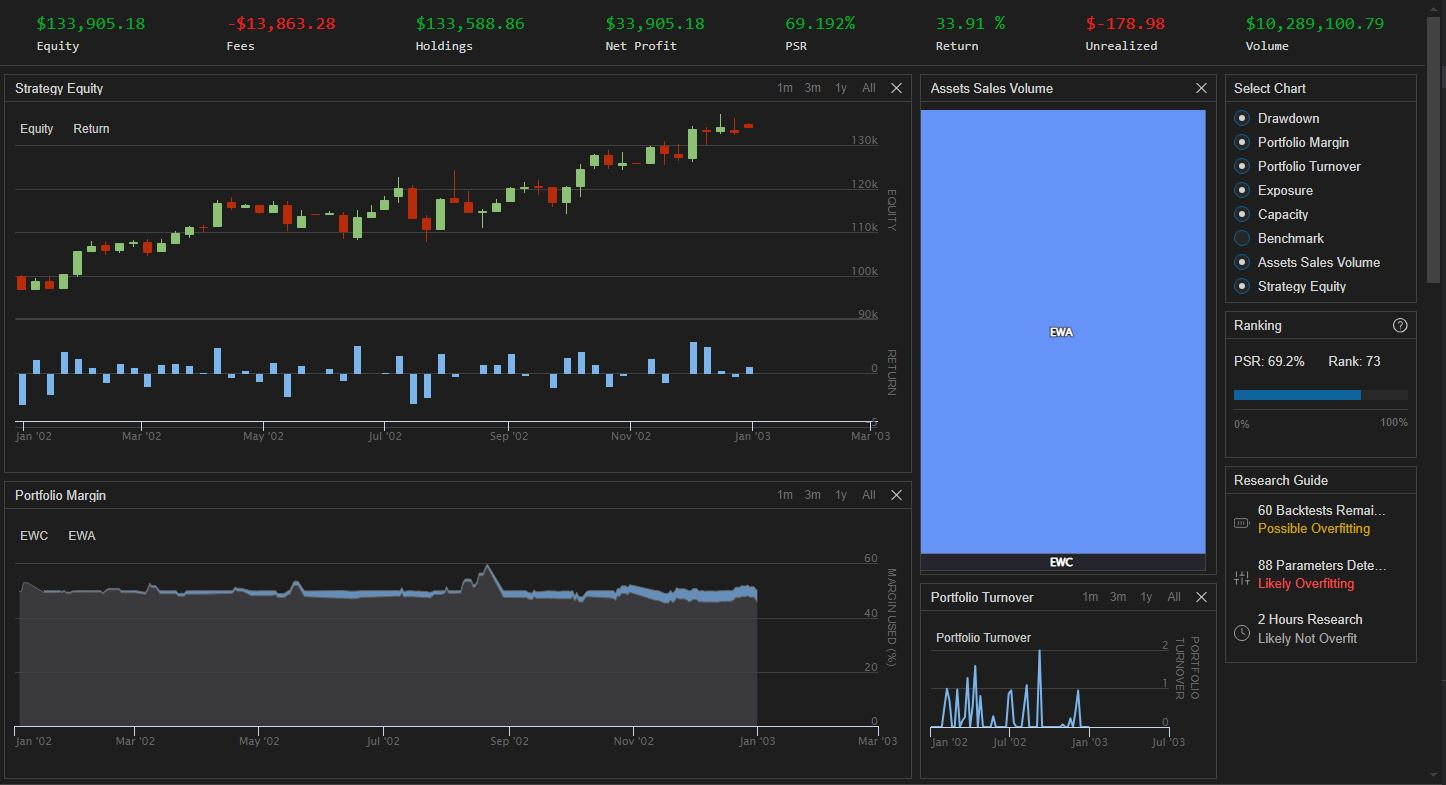 $133,905.18 -$13,863.28 $133,588.86 $33,905.18 69.192% 33.91 % $-178.98 $10,289,100.79
Equity Fees Holdings Net Profit PSR Return Unrealized Volume
Strategy Equity 1m 3m 1y All
Equity Return
130k
120k
110k
100k
90k
EQUITY
0
-5
RETURN
Jan '02 Mar '02 May '02 Jul '02 Sep '02 Nov '02 Jan '03 Mar '03
Portfolio Margin 1m 3m 1y All
EWC EWA
60
40
20
0
MARGIN USED (%)
Jan '02 Mar '02 May '02 Jul '02 Sep '02 Nov '02 Jan '03 Mar '03
Assets Sales Volume
EWA
EWC
Portfolio Turnover 1m 3m 1y All
Portfolio Turnover
2
1
0
PORTFOLIO
TURNOVER
Jan '02 Jul '02 Jan '03 Jul '03
Select Chart
Drawdown
Portfolio Margin
Portfolio Turnover
Exposure
Capacity
Benchmark
Assets Sales Volume
Strategy Equity
Ranking ?
PSR: 69.2% Rank: 73
0% 100%
Research Guide
60 Backtests Remai...
Possible Overfitting
88 Parameters Dete...
Likely Overfitting
2 Hours Research
Likely Not Overfit